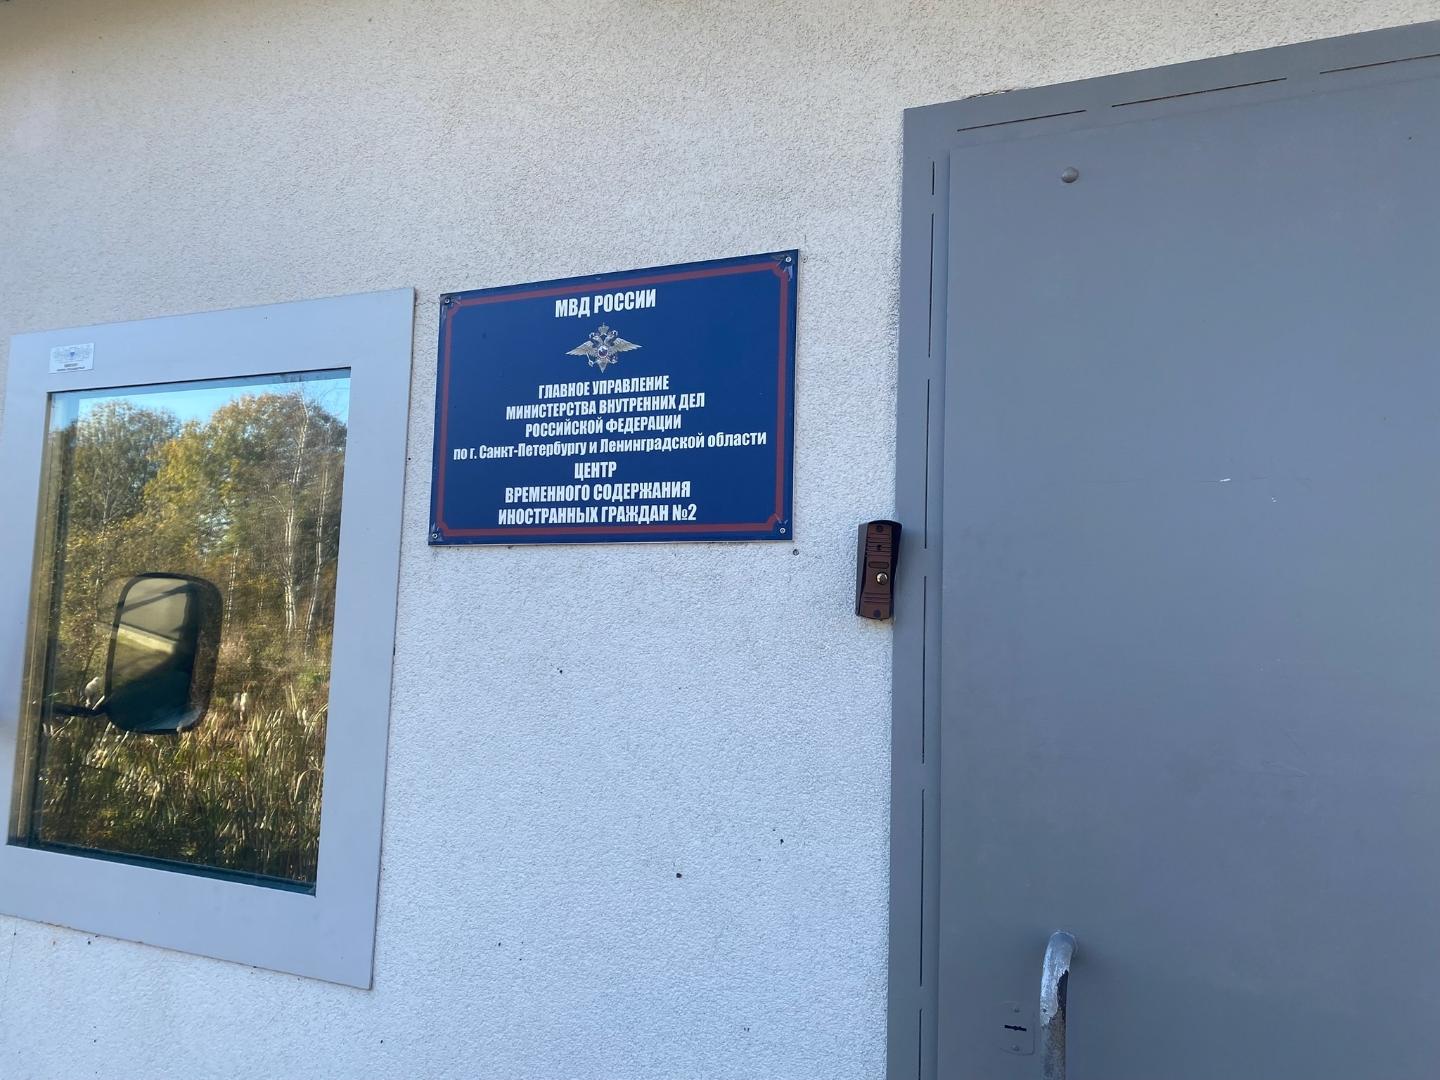 МВД РОССИИ
ГЛАВНОЕ УПРАВЛЕНИЕ
МИНИСТЕРСТВА ВНУТРЕННИХ ДЕЛ
РОССИЙСКОЙ ФЕДЕРАЦИИ
по г. Санкт-Петербургу и Ленинградской области
ЦЕНТР
ВРЕМЕННОГО СОДЕРЖАНИЯ
ИНОСТРАННЫХ ГРАЖДАН №2